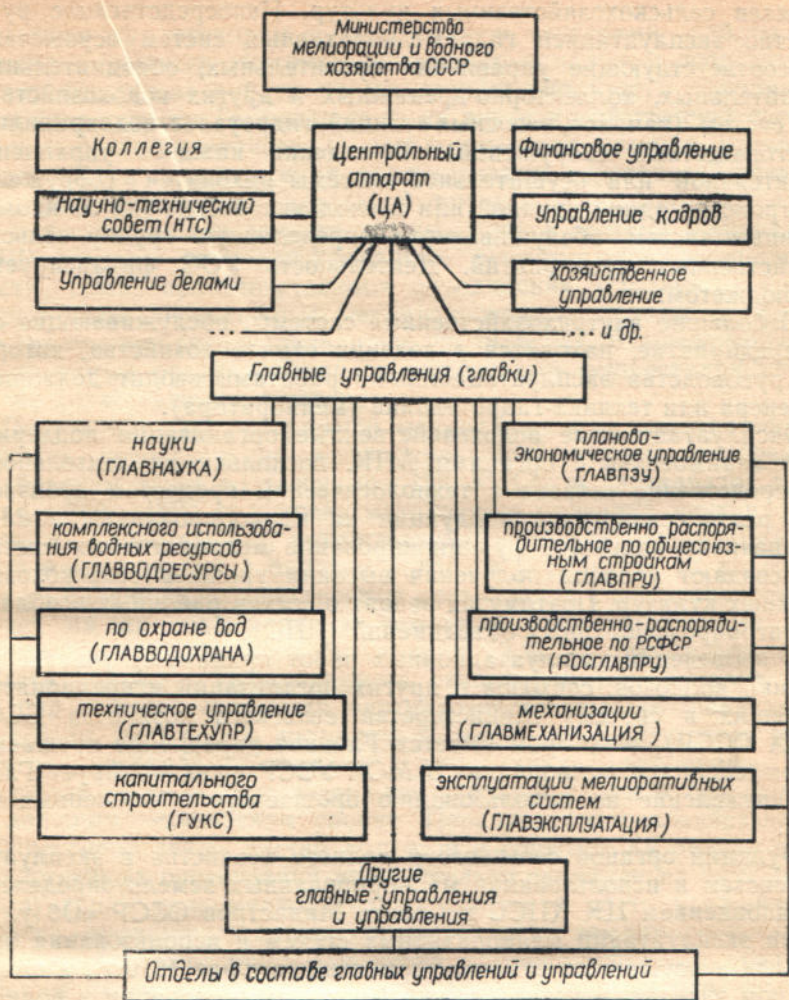 Министерство
мелиорации и водного
хозяйства СССР
Коллегия
Центральный
аппарат
(ЦА)
Финансовое управление
Научно-технический
совет (НТС)
Управление кадров
Управление делами
Хозяйственное
управление
....
.... и др.
Главные управления (главки)
науки
(ГЛАВНАУКА)
планово-
экономическое управление
(ГЛАВПЭУ)
комплексного использова-
ния водных ресурсов
(ГЛАВВОДРЕСУРСЫ)
производственно распоря-
дительное по общесоюз-
ным стройкам
(ГЛАВПРУ)
по охране вод
(ГЛАВВОДОХРАНА)
производственно-распоряди-
тельное по РСФСР
(РОСГЛАВПРУ)
техническое управление
(ГЛАВТЕХУПР)
механизации
(ГЛАВМЕХАНИЗАЦИЯ)
капитального
строительства
(ГУКС)
эксплуатации мелиоративных
систем
(ГЛАВЭКСПЛУАТАЦИЯ)
Другие
главные управления
и управления
Отделы в составе главных управлений и управлений